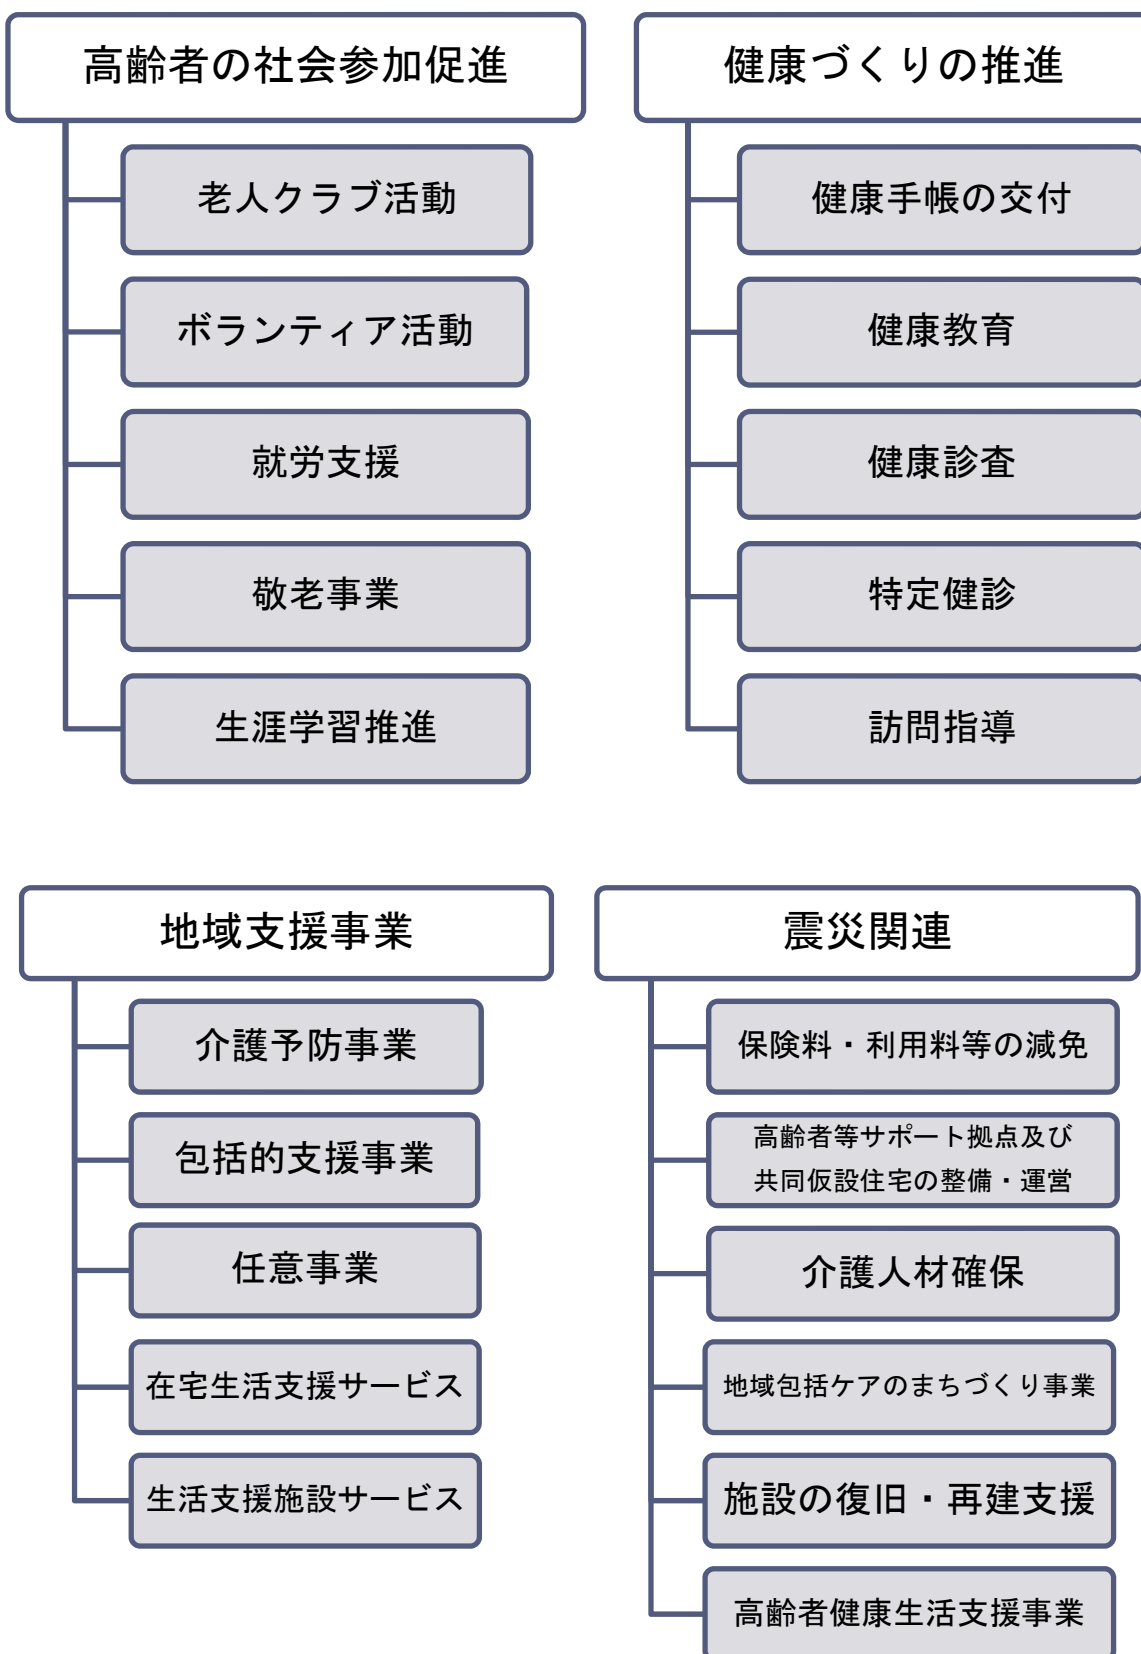 高齢者の社会参加促進
老人クラブ活動
ボランティア活動
就労支援
敬老事業
生涯学習推進
健康づくりの推進
健康手帳の交付
健康教育
健康診査
特定健診
訪問指導
地域支援事業
介護予防事業
包括的支援事業
任意事業
在宅生活支援サービス
生活支援施設サービス
震災関連
保険料・利用料等の減免
高齢者等サポート拠点及び
共同仮設住宅の整備・運営
介護人材確保
地域包括ケアのまちづくり事業
施設の復旧・再建支援
高齢者健康生活支援事業